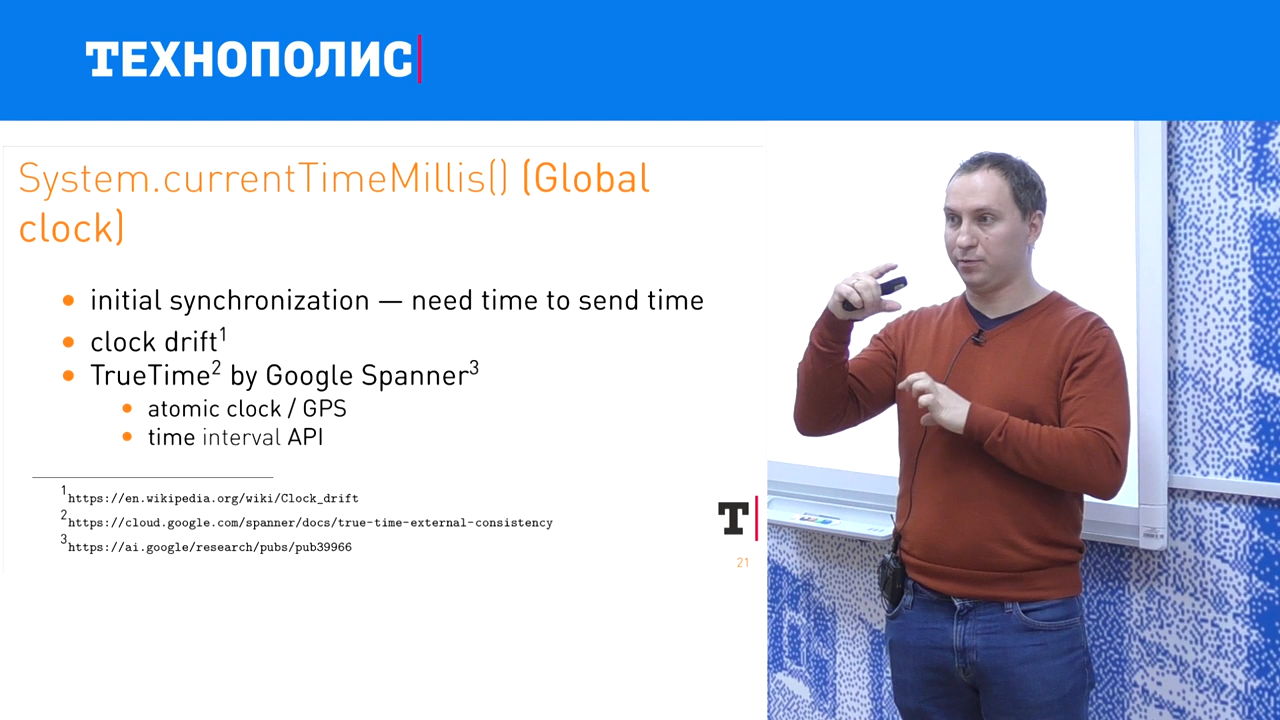 ТЕХНОПОЛИС
System.currentTimeMillis() (Global
clock)
• initial synchronization — need time to send time
• clock drift1
• TrueTime2 by Google Spanner3
• atomic clock / GPS
• time interval API
1https://en.wikipedia.org/wiki/Clock_drift
2https://cloud.google.com/spanner/docs/true-time-external-consistency
3https://ai.google/research/pubs/pub39966
T
21